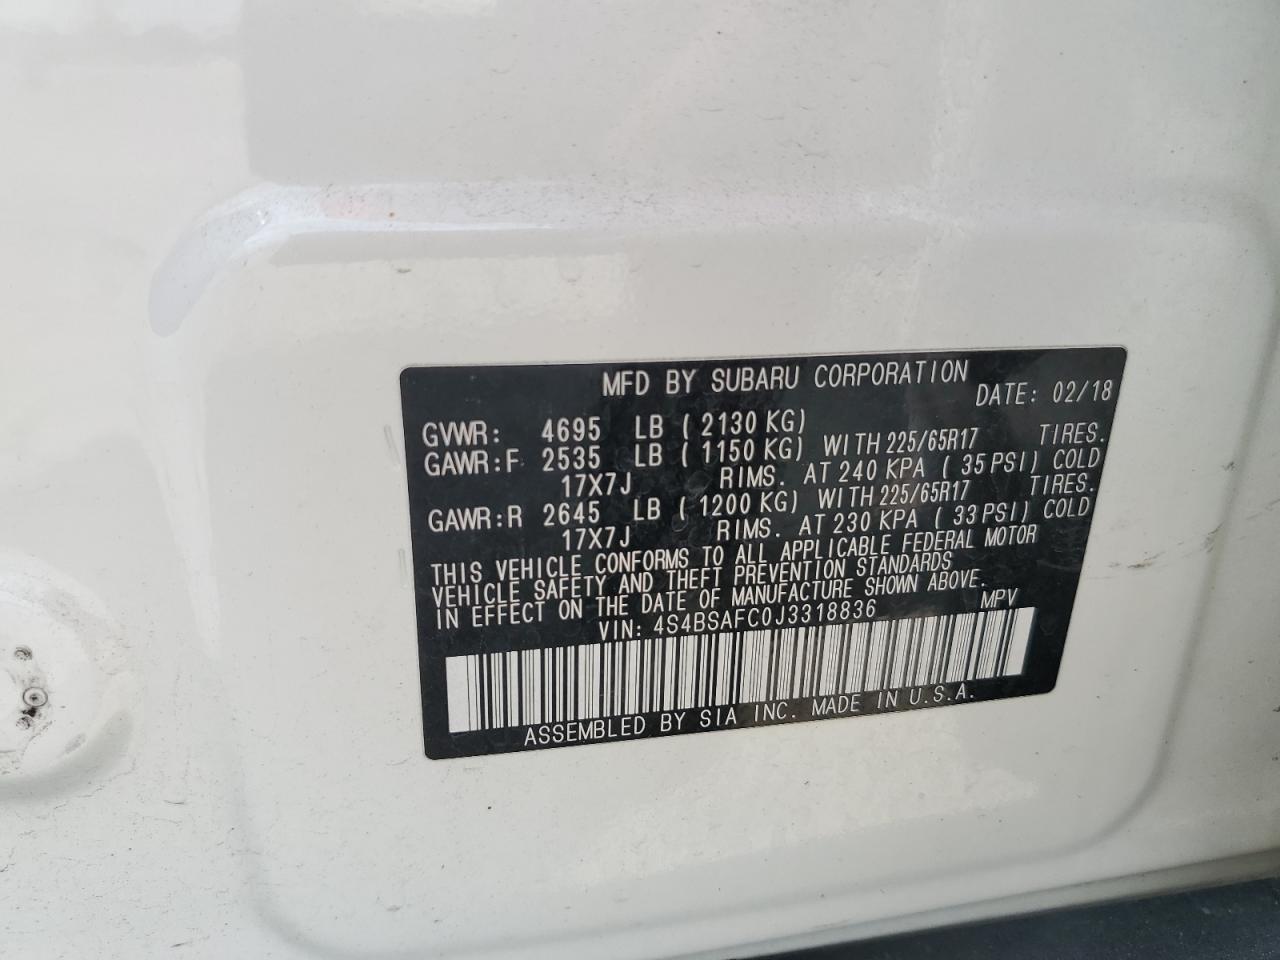 MFD BY SUBARU CORPORATION
DATE: 02/18
GVWR: 4695 LB ( 2130 KG)
GAWR:F 2535 LB ( 1150 KG) WITH 225/65R17 TIRES.
17X7J RIMS. AT 240 KPA ( 35 PSI) COLD
GAWR:R 2645 LB ( 1200 KG) WITH 225/65R17 TIRES.
17X7J RIMS. AT 230 KPA ( 33 PSI) COLD
THIS VEHICLE CONFORMS TO ALL APPLICABLE FEDERAL MOTOR
VEHICLE SAFETY AND THEFT PREVENTION STANDARDS
IN EFFECT ON THE DATE OF MANUFACTURE SHOWN ABOVE.
VIN: 4S4BSAFC0J3318836 MPV
ASSEMBLED BY SIA INC. MADE IN U.S.A.